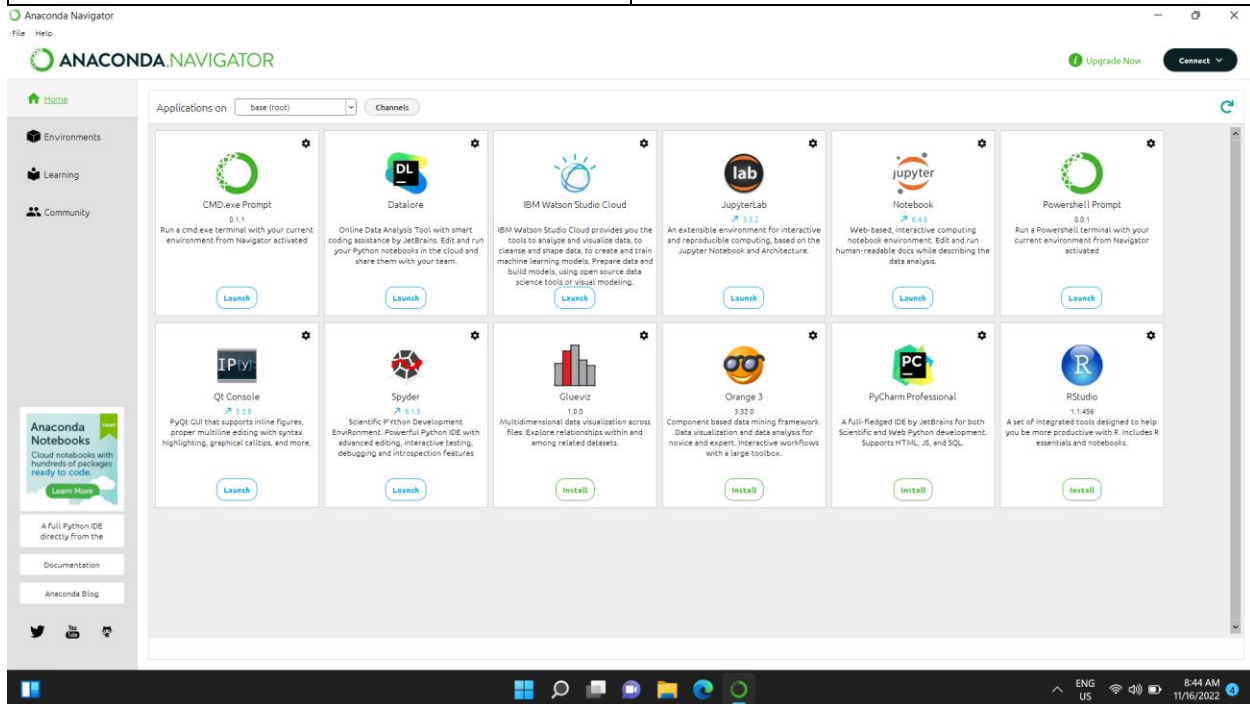 Anaconda Navigator
File Help
ANACONDA.NAVIGATOR
Upgrade Now
Connect
Home
Environments
Learning
Community
Applications on
base (root)
Channels
CMD.exe Prompt
0.1.1
Run a cmd.exe terminal with your current
environment from Navigator activated
Launch
DL
Datalore
Online Data Analysis Tool with smart
coding assistance by JetBrains. Edit and run
your Python notebooks in the cloud and
share them with your team.
Launch
IBM Watson Studio Cloud
IBM Watson Studio Cloud provides you the
tools to analyze and visualize data, to
cleanse and shape data, to create and train
machine learning models. Prepare data and
build models, using open source data
science tools or visual modeling.
Launch
lab
JupyterLab
3.3.2
An extensible environment for interactive
and reproducible computing, based on the
Jupyter Notebook and Architecture.
Launch
jupyter
Notebook
6.4.8
Web-based, interactive computing
notebook environment. Edit and run
human-readable docs while describing the
data analysis.
Launch
Powershell Prompt
0.0.1
Run a Powershell terminal with your
current environment from Navigator
activated
Launch
IP[y]:
Qt Console
5.3.0
PyQt GUI that supports inline figures,
proper multiline editing with syntax
highlighting, graphical calltips, and more.
Launch
Spyder
5.1.5
Scientific PYthon Development
EnviRonment. Powerful Python IDE with
advanced editing, interactive testing,
debugging and introspection features
Launch
Glueviz
1.0.0
Multidimensional data visualization across
files. Explore relationships within and
among related datasets.
Install
Orange 3
3.32.0
Component based data mining framework.
Data visualization and data analysis for
novice and expert. Interactive workflows
with a large toolbox.
Install
PC
PyCharm Professional
A full-fledged IDE by JetBrains for both
Scientific and Web Python development.
Supports HTML, JS, and SQL.
Install
R
RStudio
1.1.456
A set of integrated tools designed to help
you be more productive with R. Includes R
essentials and notebooks.
Install
Anaconda
Notebooks
New!
Cloud notebooks with
hundreds of packages
ready to code.
Learn More
A full Python IDE
directly from the
Documentation
Anaconda Blog
You
Tube
ENG
US
8:44 AM
11/16/2022
4